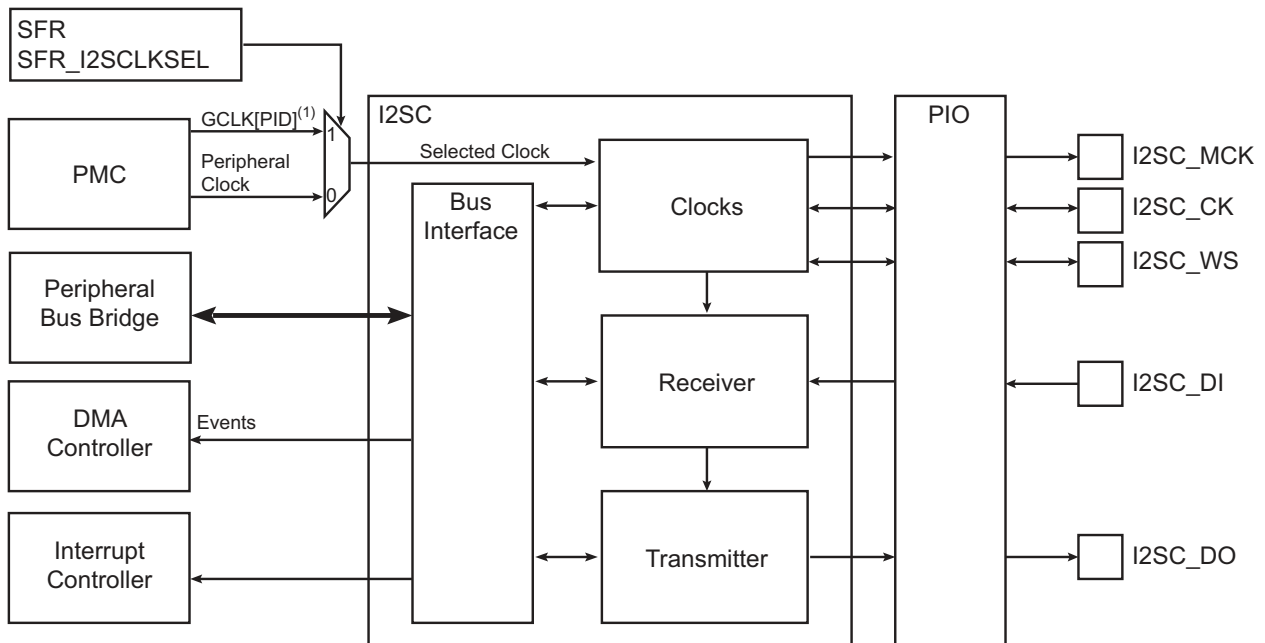 SFR
SFR_I2SCLKSEL
PMC
GCLK[PID](1)
Peripheral
Clock
1
0
I2SC
Selected Clock
Clocks
Bus
Interface
Peripheral
Bus Bridge
Receiver
DMA
Controller
Events
Interrupt
Controller
Transmitter
PIO
I2SC_MCK
I2SC_CK
I2SC_WS
I2SC_DI
I2SC_DO